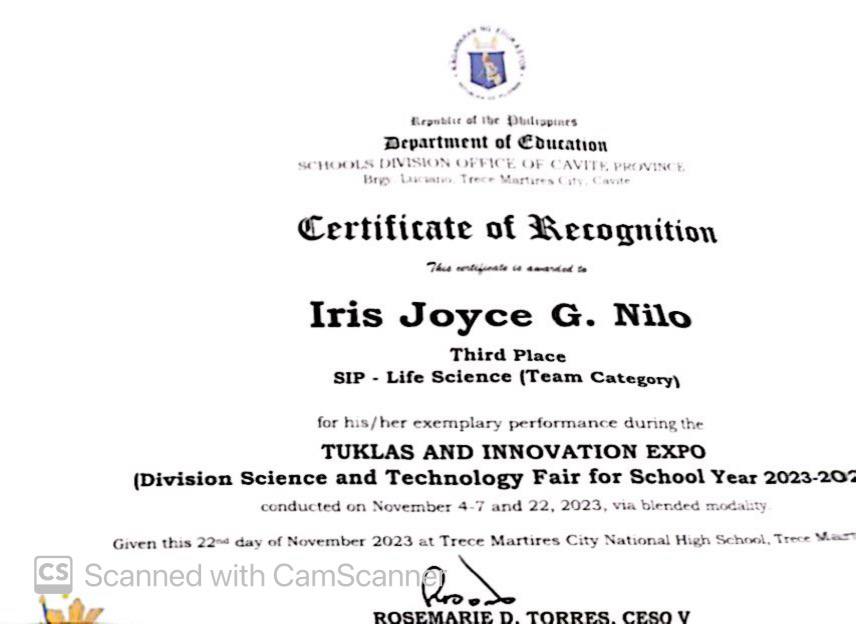 KAGAWARAN NG EDUKASYON
Republic of the Philippines
Department of Education
SCHOOLS DIVISION OFFICE OF CAVITE PROVINCE
Brgy. Luciano, Trece Martires City, Cavite
Certificate of Recognition
This certificate is awarded to
Iris Joyce G. Nilo
Third Place
SIP - Life Science (Team Category)
for his/her exemplary performance during the
TUKLAS AND INNOVATION EXPO
(Division Science and Technology Fair for School Year 2023-202
conducted on November 4-7 and 22, 2023, via blended modality.
Given this 22nd day of November 2023 at Trece Martires City National High School, Trece Mart
CS Scanned with CamScanner
ROSEMARIE D. TORRES, CESO V